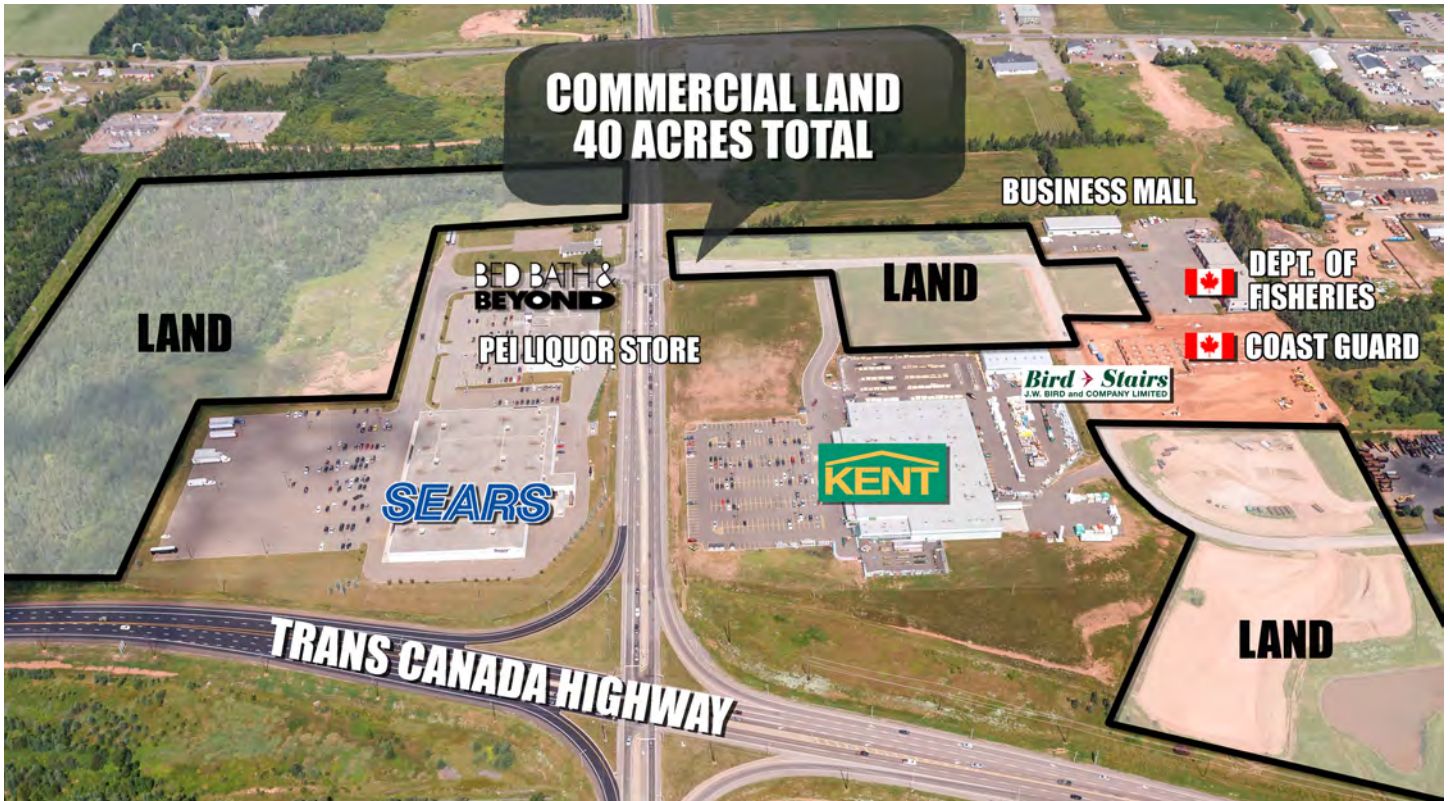 COMMERCIAL LAND
40 ACRES TOTAL
BUSINESS MALL
BED BATH &
BEYOND
LAND
DEPT. OF
FISHERIES
LAND
PEI LIQUOR STORE
COAST GUARD
Bird Stairs
J.W. BIRD and COMPANY LIMITED
KENT
SEARS
LAND
TRANS CANADA HIGHWAY